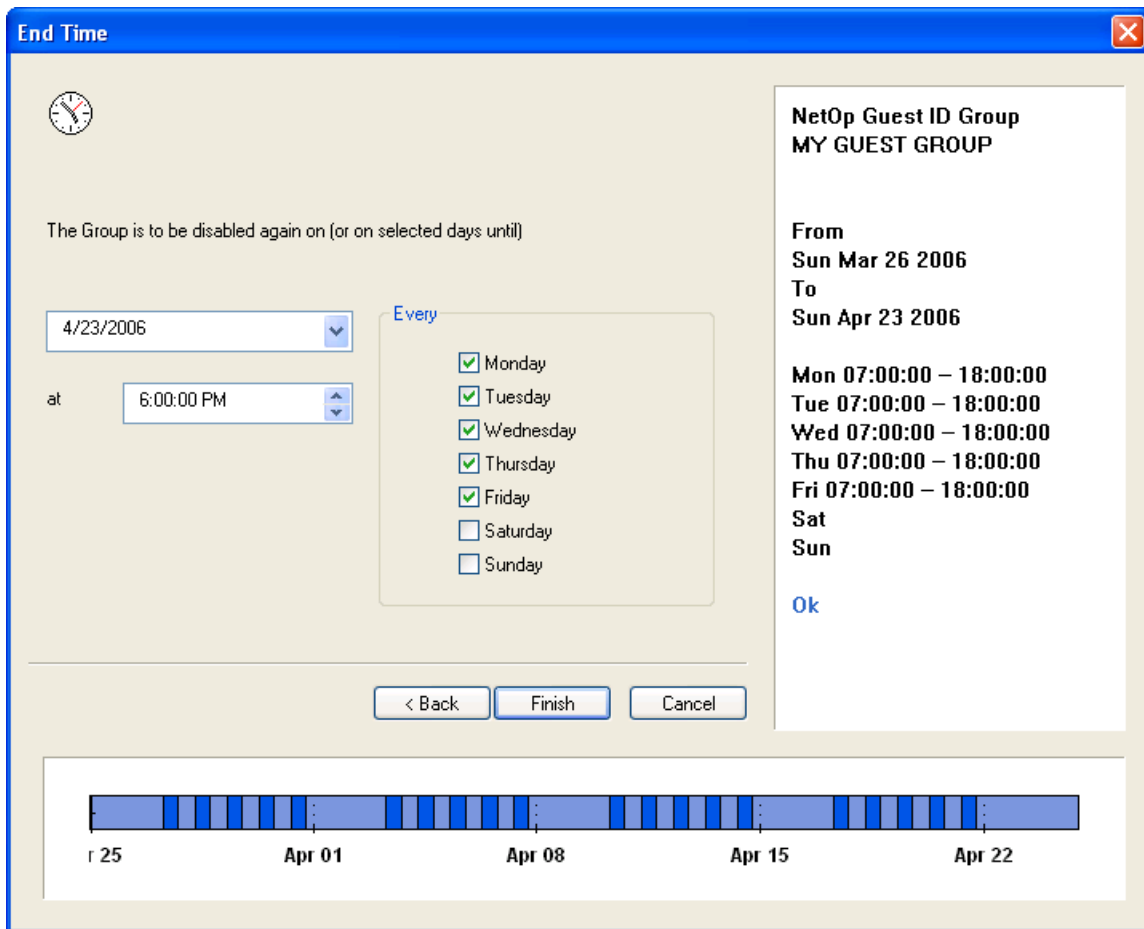 End Time
The Group is to be disabled again on (or on selected days until)
4/23/2006
at
6:00:00 PM
Every
Monday
Tuesday
Wednesday
Thursday
Friday
Saturday
Sunday
< Back
Finish
Cancel
NetOp Guest ID Group
MY GUEST GROUP
From
Sun Mar 26 2006
To
Sun Apr 23 2006
Mon 07:00:00 – 18:00:00
Tue 07:00:00 – 18:00:00
Wed 07:00:00 – 18:00:00
Thu 07:00:00 – 18:00:00
Fri 07:00:00 – 18:00:00
Sat
Sun
Ok
r 25 Apr 01 Apr 08 Apr 15 Apr 22